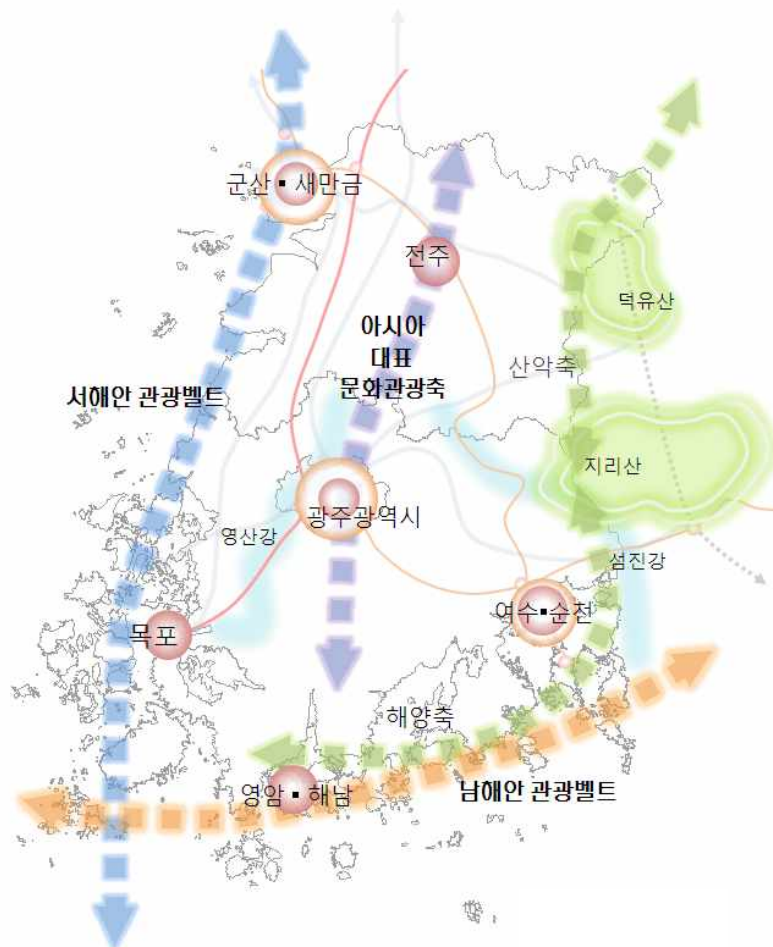 군산▪새만금
전주
덕유산
아시아
대표
문화관광축
산악축
서해안 관광벨트
지리산
광주광역시
영산강
섬진강
여수▪순천
목포
해양축
영암▪해남
남해안 관광벨트